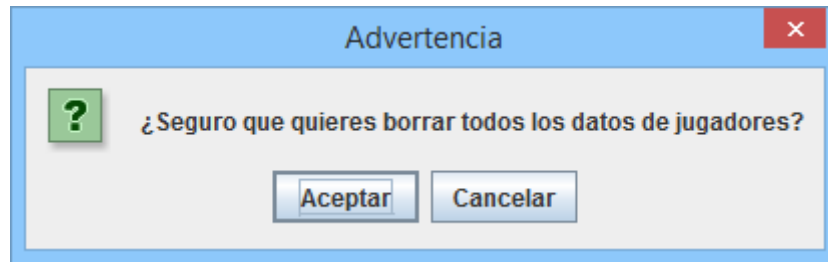 Advertencia
¿Seguro que quieres borrar todos los datos de jugadores?
Aceptar Cancelar